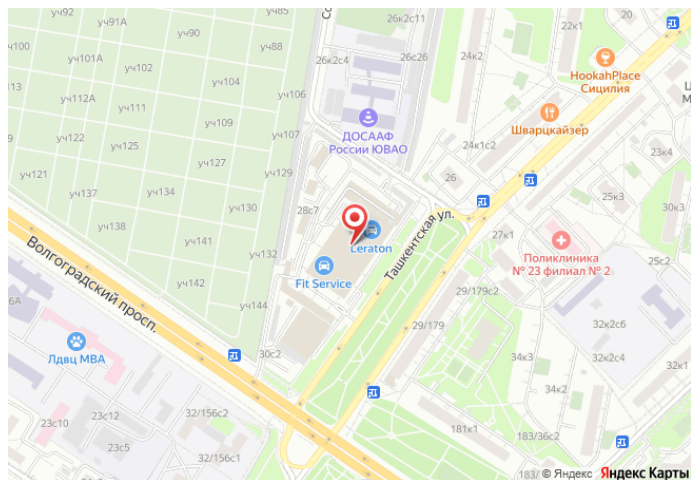 уч92
уч91А
уч90
уч85
уч101А
уч88
уч102
уч104
уч112А
уч111
уч106
уч122
уч109
уч107
уч121
уч127
уч129
уч137
уч134
уч130
уч138
уч141
уч132
уч142
уч144
26к2с11
26к2с4
26с26
24к2
22к1
20
HookahPlace
Сицилия
Шварцкайзер
ДОСААФ
России ЮВАО
24к1с2
23к4
26
25к3
30к3
28с7
27к1
Ташкентская ул.
Leraton
Fit Service
Поликлиника
№ 23 филиал № 2
25с2
Волгоградский просп.
29/179с2
29/179
32к2с6
32к2с4
32к1
34к3
34к2
30с2
6А
Лдвц МВА
23с10
23с12
23с5
32/156с2
32/156с1
181к1
183/36с2
183/
© Яндекс Яндекс Карты